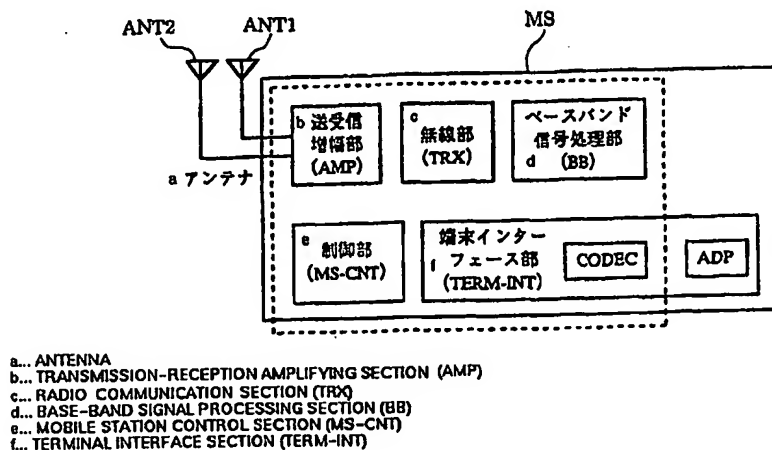 ANT2
ANT1
MS
b 送受信
増幅部
(AMP)
c
無線部
(TRX)
ベースバンド
信号処理部
d (BB)
a アンテナ
e
制御部
(MS-CNT)
端末インター
f フェース部
(TERM-INT)
CODEC
ADP
a... ANTENNA
b... TRANSMISSION-RECEPTION AMPLIFYING SECTION (AMP)
c... RADIO COMMUNICATION SECTION (TRX)
d... BASE-BAND SIGNAL PROCESSING SECTION (BB)
e... MOBILE STATION CONTROL SECTION (MS-CNT)
f... TERMINAL INTERFACE SECTION (TERM-INT)